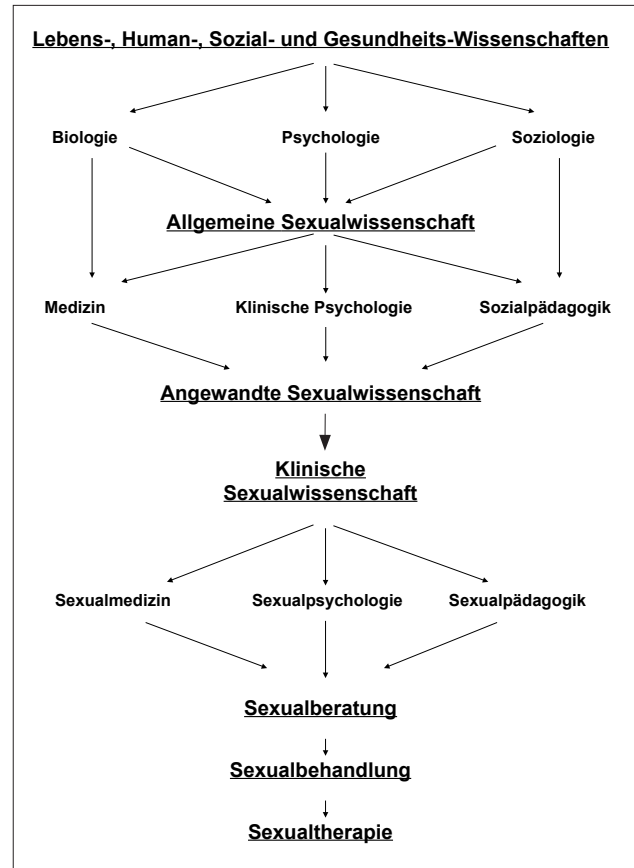 Lebens-, Human-, Sozial- und Gesundheits-Wissenschaften
Biologie Psychologie Soziologie
Allgemeine Sexualwissenschaft
Medizin Klinische Psychologie Sozialpädagogik
Angewandte Sexualwissenschaft
Klinische
Sexualwissenschaft
Sexualmedizin Sexualpsychologie Sexualpädagogik
Sexualberatung
Sexualbehandlung
Sexualtherapie